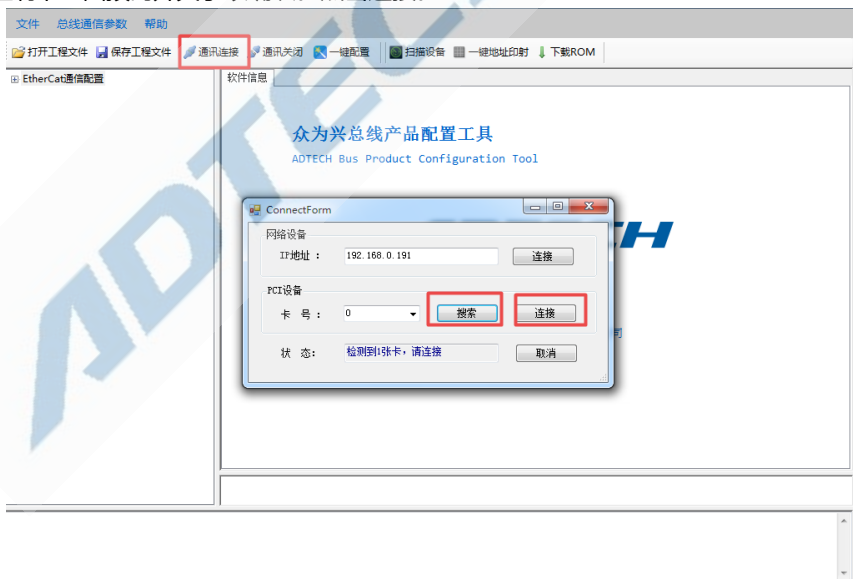 文件 总线通信参数 帮助
打开工程文件 保存工程文件 通讯连接 通讯关闭 一键配置 扫描设备 一键地址印射 下载ROM
EtherCat通信配置
软件信息
众为兴总线产品配置工具
ADTECH Bus Product Configuration Tool
ConnectForm
网络设备
IP地址 : 192.168.0.191 连接
PCI设备
卡 号 : 0 搜索 连接
状 态: 检测到1张卡，请连接 取消
ADTEC